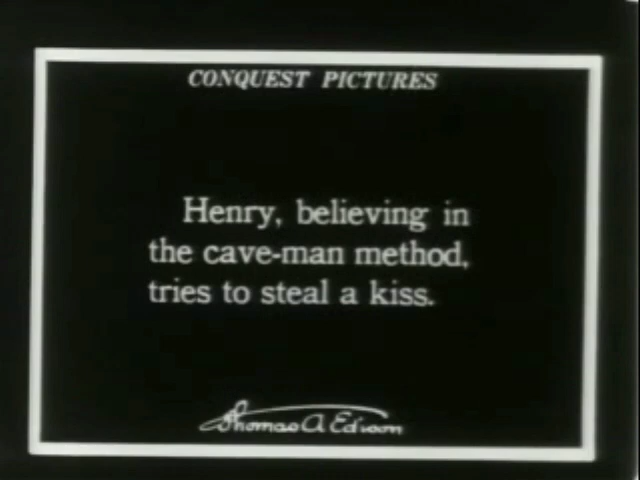 CONQUEST PICTURES
Henry, believing in
the cave-man method,
tries to steal a kiss.
Thomas A Edison